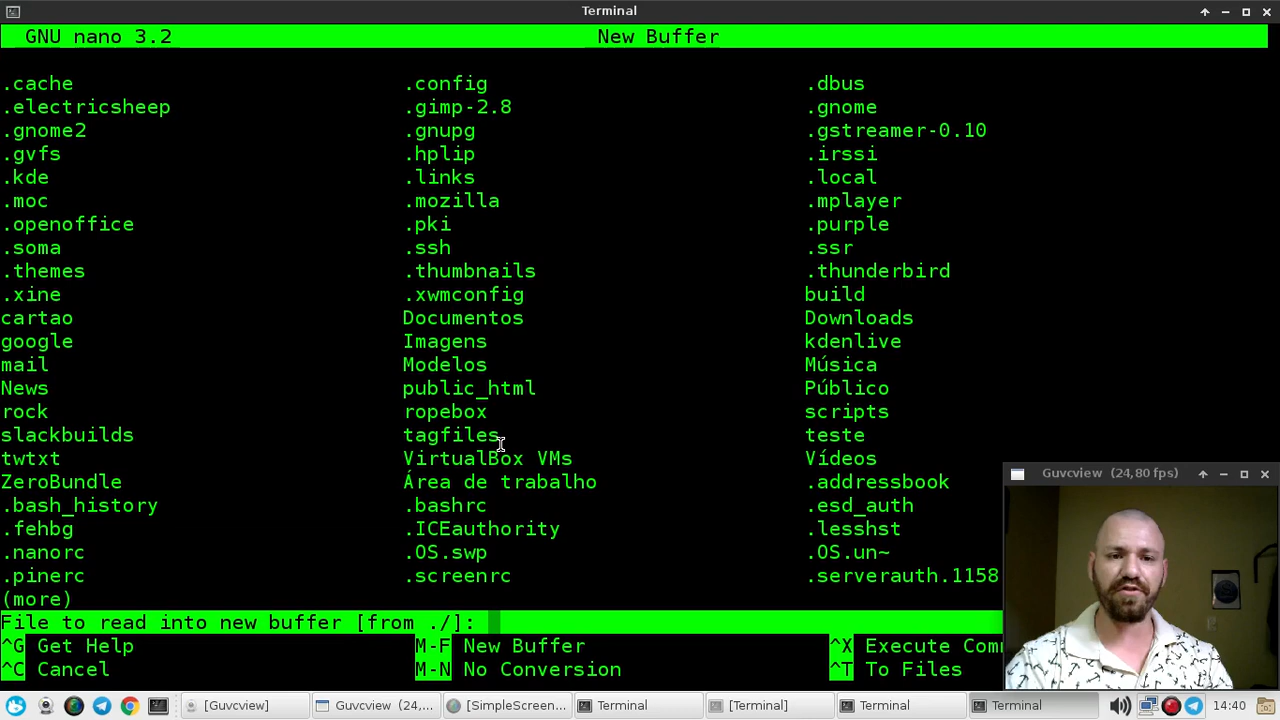 Terminal
GNU nano 3.2 New Buffer
.cache .config .dbus
.electricsheep .gimp-2.8 .gnome
.gnome2 .gnupg .gstreamer-0.10
.gvfs .hplip .irssi
.kde .links .local
.moc .mozilla .mplayer
.openoffice .pki .purple
.soma .ssh .ssr
.themes .thumbnails .thunderbird
.xine .xwmconfig build
cartao Documentos Downloads
google Imagens kdenlive
mail Modelos Música
News public_html Público
rock ropebox scripts
slackbuilds tagfiles teste
twtxt VirtualBox VMs Vídeos
ZeroBundle Área de trabalho .addressbook
.bash_history .bashrc .esd_auth
.fehbg .ICEauthority .lesshst
.nanorc .OS.swp .OS.un~
.pinerc .screenrc .serverauth.1158
(more)
File to read into new buffer [from ./]:
^G Get Help M-F New Buffer ^X Execute Com
^C Cancel M-N No Conversion ^T To Files
Guvcview (24,80 fps)
[Guvcview] Guvcview (24,... [SimpleScreen... Terminal [Terminal] Terminal Terminal 14:40